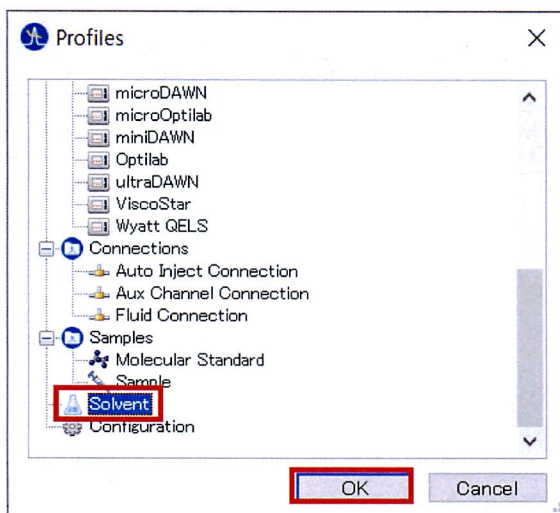 Profiles
microDAWN
microOptilab
miniDAWN
Optilab
ultraDAWN
ViscoStar
Wyatt QELS
Connections
Auto Inject Connection
Aux Channel Connection
Fluid Connection
Samples
Molecular Standard
Sample
Solvent
Configuration
OK
Cancel